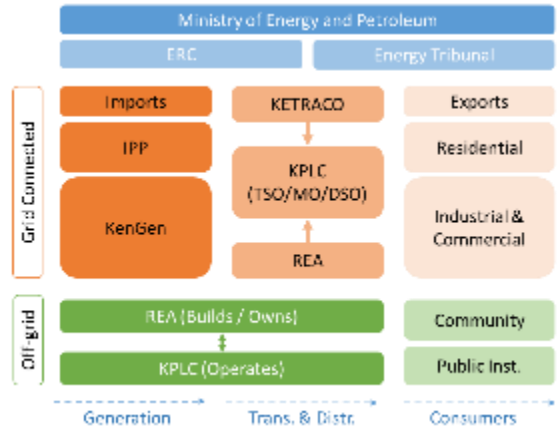 Ministry of Energy and Petroleum
ERC
Energy Tribunal
Grid Connected
Imports
KETRACO
Exports
IPP
KPLC
(TSO/MO/DSO)
Residential
KenGen
REA
Industrial &
Commercial
Off-grid
REA (Builds / Owns)
Community
KPLC (Operates)
Public Inst.
Generation
Trans. & Distr.
Consumers